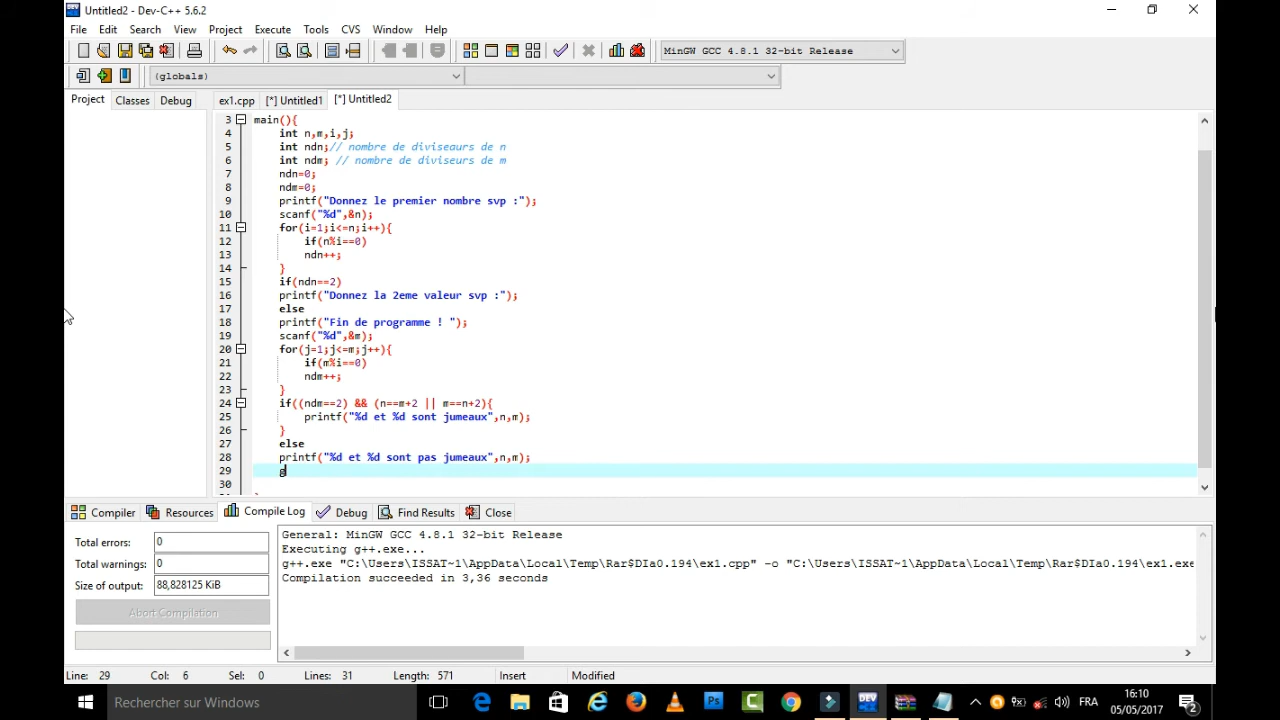 Untitled2 - Dev-C++ 5.6.2
File Edit Search View Project Execute Tools CVS Window Help
MinGW GCC 4.8.1 32-bit Release
(globals)
Project Classes Debug ex1.cpp [*] Untitled1 [*] Untitled2
3 main(){
4 int n,m,i,j;
5 int ndn;// nombre de diviseaurs de n
6 int ndm; // nombre de diviseurs de m
7 ndn=0;
8 ndm=0;
9 printf("Donnez le premier nombre svp :");
10 scanf("%d",&n);
11 for(i=1;i<=n;i++){
12 if(n%i==0)
13 ndn++;
14 }
15 if(ndn==2)
16 printf("Donnez la 2eme valeur svp :");
17 else
18 printf("Fin de programme ! ");
19 scanf("%d",&m);
20 for(j=1;j<=m;j++){
21 if(m%i==0)
22 ndm++;
23 }
24 if((ndm==2) && (n==m+2 || m==n+2){
25 printf("%d et %d sont jumeaux",n,m);
26 }
27 else
28 printf("%d et %d sont pas jumeaux",n,m);
29 g
30
Compiler Resources Compile Log Debug Find Results Close
Total errors: 0
Total warnings: 0
Size of output: 88,828125 KiB
Abort Compilation
General: MinGW GCC 4.8.1 32-bit Release
Executing g++.exe...
g++.exe "C:\Users\ISSAT~1\AppData\Local\Temp\Rar$DIa0.194\ex1.cpp" -o "C:\Users\ISSAT~1\AppData\Local\Temp\Rar$DIa0.194\ex1.exe
Compilation succeeded in 3,36 seconds
Line: 29 Col: 6 Sel: 0 Lines: 31 Length: 571 Insert Modified
Rechercher sur Windows
Ps
DEV
FRA
16:10
05/05/2017
2